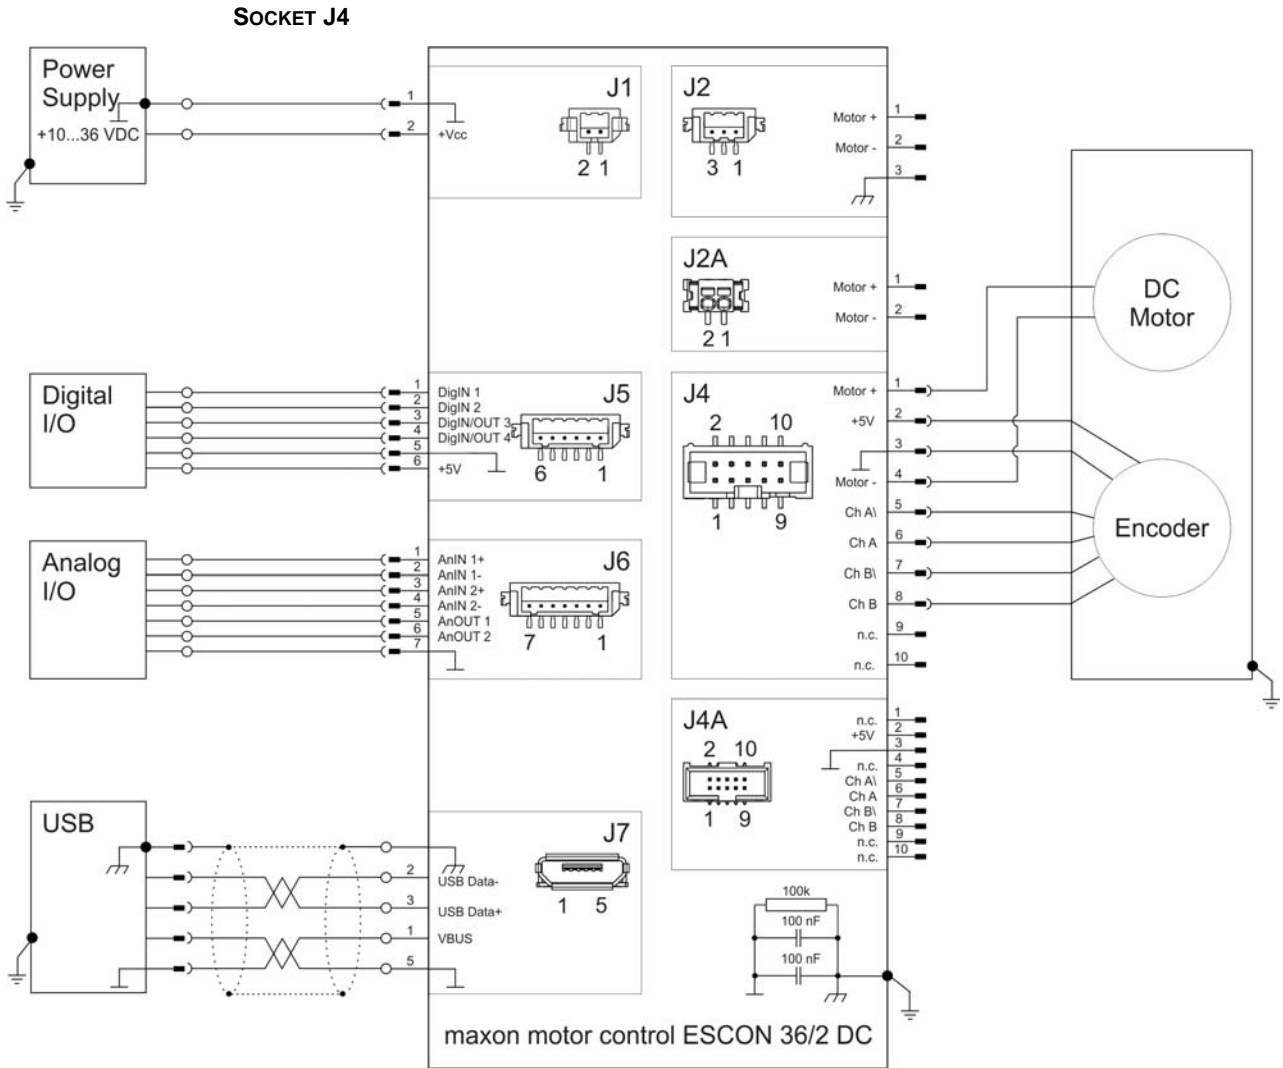 SOCKET J4
Power
Supply
+10...36 VDC
1
2
+Vcc
J1
2 1
J2
3 1
Motor + 1
Motor - 2
3
J2A
2 1
Motor + 1
Motor - 2
DC
Motor
Digital
I/O
1 DigIN 1
2 DigIN 2
3 DigIN/OUT 3
4 DigIN/OUT 4
5
6 +5V
J5
6 1
J4
2 10
1 9
Motor + 1
+5V 2
3
Motor - 4
Ch A\ 5
Ch A 6
Ch B\ 7
Ch B 8
n.c. 9
n.c. 10
Encoder
Analog
I/O
1 AnIN 1+
2 AnIN 1-
3 AnIN 2+
4 AnIN 2-
5 AnOUT 1
6 AnOUT 2
7
J6
7 1
J4A
2 10
1 9
n.c. 1
+5V 2
3
n.c. 4
Ch A\ 5
Ch A 6
Ch B\ 7
Ch B 8
n.c. 9
n.c. 10
USB
2 USB Data-
3 USB Data+
1 VBUS
5
J7
1 5
100k
100 nF
100 nF
maxon motor control ESCON 36/2 DC